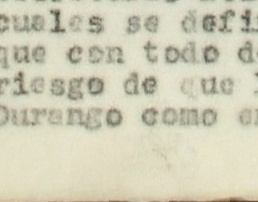 cuales se defi
que con todo d
riesgo de que
Durango como e